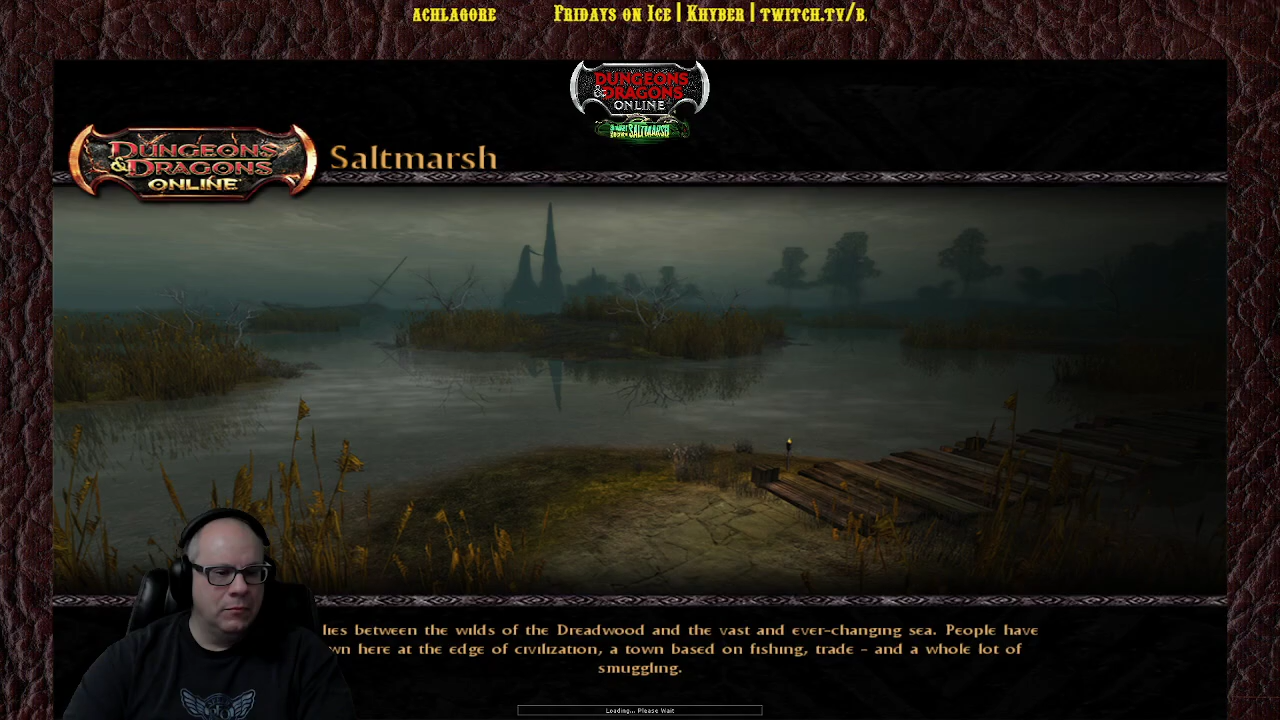 ACHLAGORE FRIDAYS ON ICE | KHYBER | TWITCH.TV/B
DUNGEONS
& DRAGONS
ONLINE
SALTMARSH
DUNGEONS
& DRAGONS
ONLINE
Saltmarsh
lies between the wilds of the Dreadwood and the vast and ever-changing sea. People have
wn here at the edge of civilization, a town based on fishing, trade - and a whole lot of
smuggling.
Loading... Please Wait